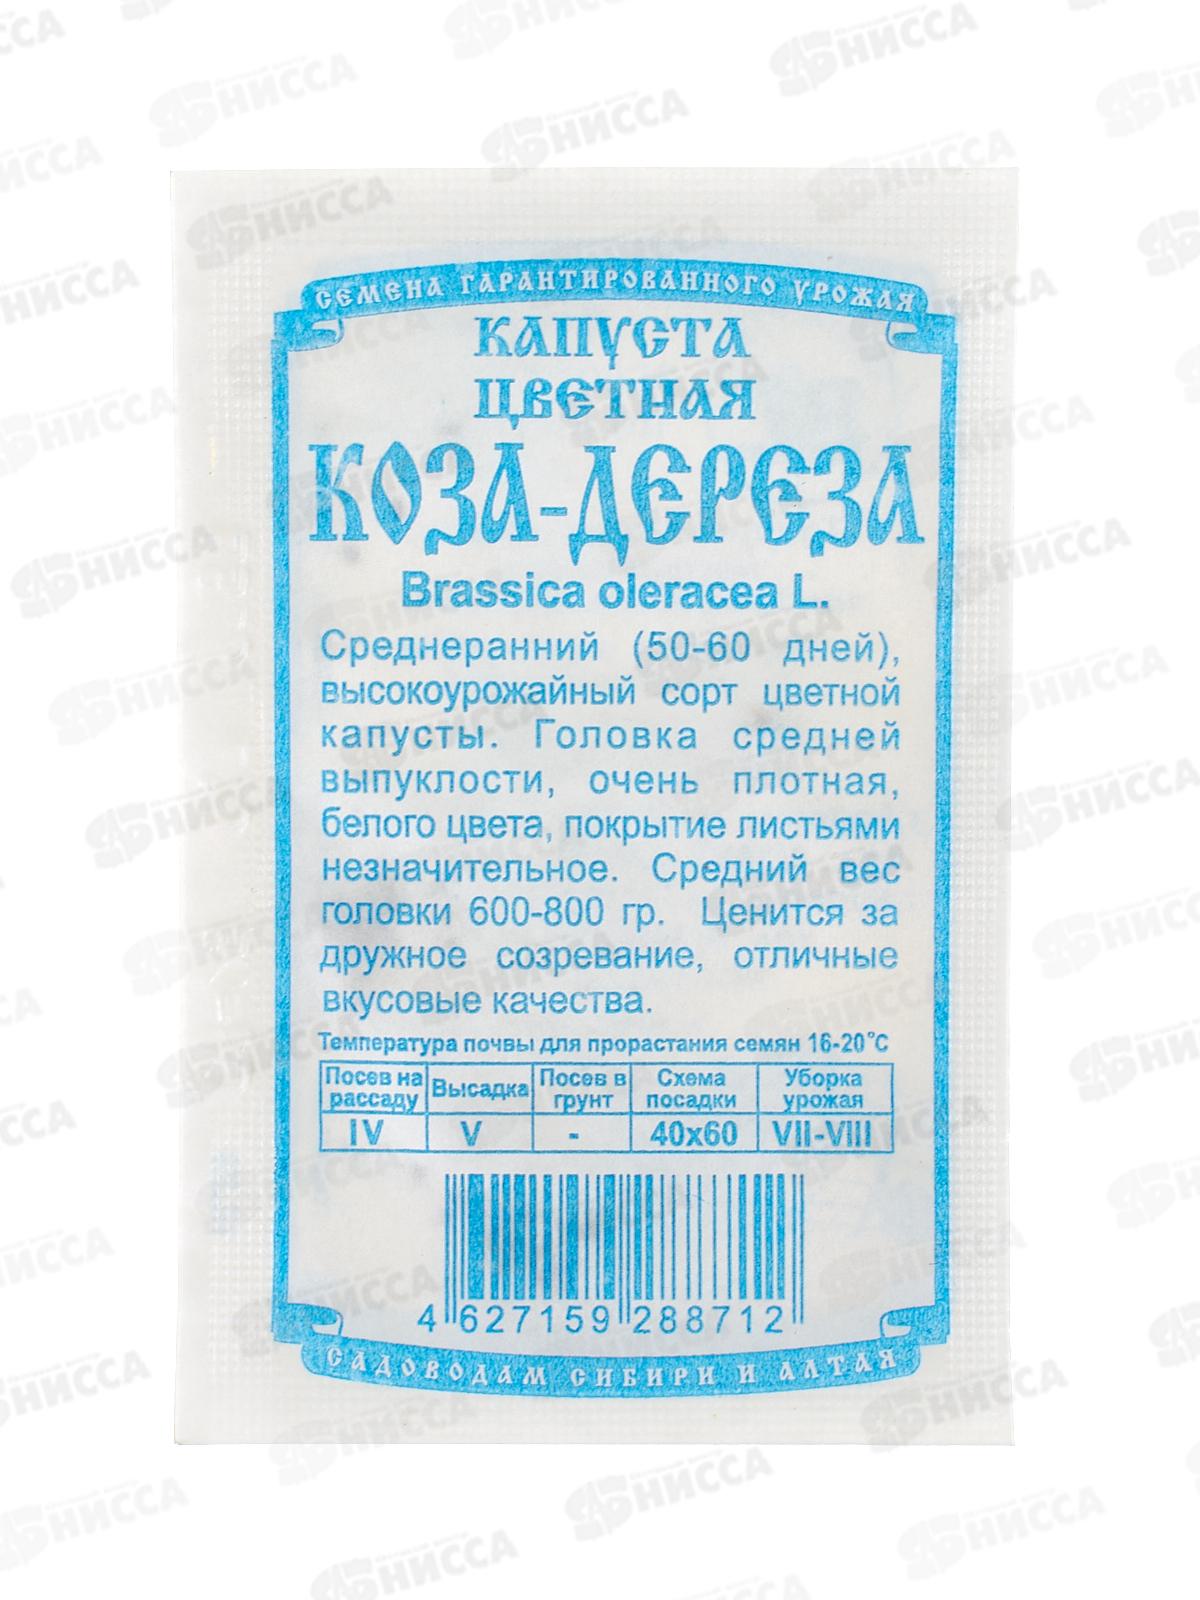 СЕМЕНА ГАРАНТИРОВАННОГО УРОЖАЯ
КАПУСТА
ЦВЕТНАЯ
КОЗА-ДЕРЕЗА
Brassica oleracea L.
Среднеранний (50-60 дней),
высокоурожайный сорт цветной
капусты. Головка средней
выпуклости, очень плотная,
белого цвета, покрытие листьями
незначительное. Средний вес
головки 600-800 гр. Ценится за
дружное созревание, отличные
вкусовые качества.
Температура почвы для прорастания семян 16-20°С
Посев на рассаду Высадка Посев в грунт Схема посадки Уборка урожая
IV V - 40х60 VII-VIII
4 627159 288712
САДОВОДАМ СИБИРИ И АЛТАЯ
НИССА